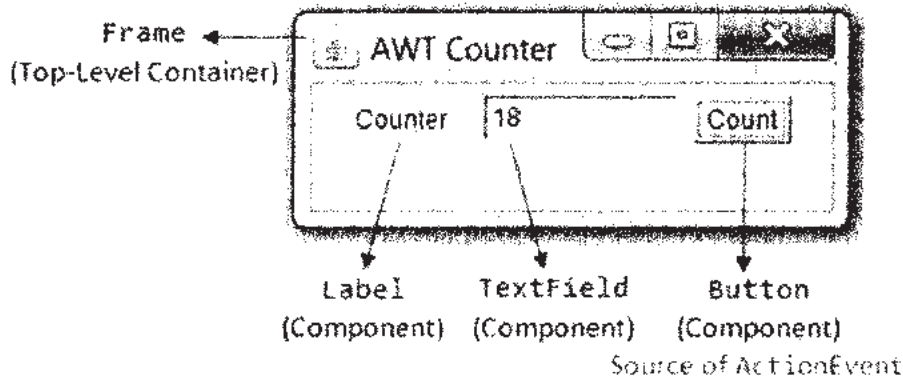 Frame
(Top-Level Container)
AWT Counter
Counter
18
Count
Label
TextField
Button
(Component)
(Component)
(Component)
Source of ActionEvent